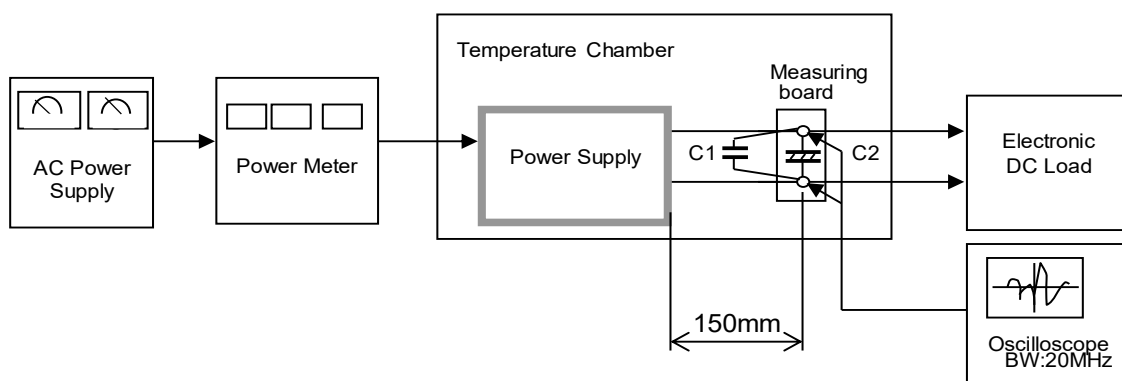 Temperature Chamber
Measuring
board
AC Power
Supply
Power Meter
Power Supply
C1
C2
Electronic
DC Load
150mm
Oscilloscope
BW:20MHz